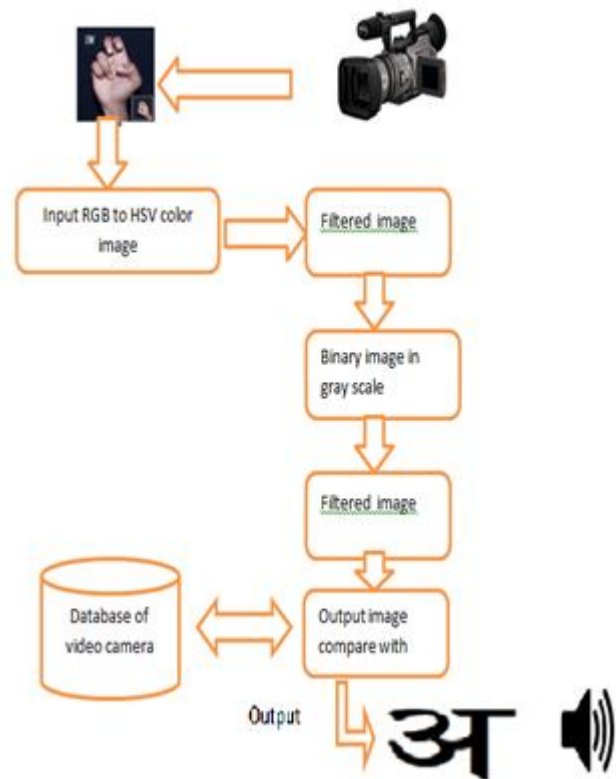 Input RGB to HSV color
image
Filtered image
Binary image in
gray scale
Filtered image
Database of
video camera
Output image
compare with
Output
अ